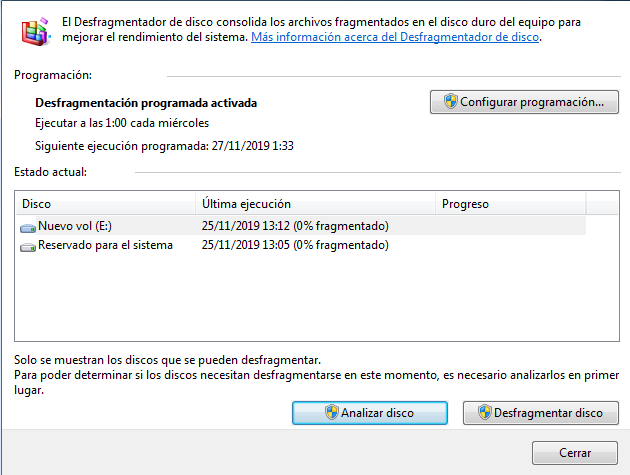 El Desfragmentador de disco consolida los archivos fragmentados en el disco duro del equipo para
mejorar el rendimiento del sistema. Más información acerca del Desfragmentador de disco.
Programación:
Desfragmentación programada activada
Configurar programación...
Ejecutar a las 1:00 cada miércoles
Siguiente ejecución programada: 27/11/2019 1:33
Estado actual:
Disco Última ejecución Progreso
Nuevo vol (E:) 25/11/2019 13:12 (0% fragmentado)
Reservado para el sistema 25/11/2019 13:05 (0% fragmentado)
Solo se muestran los discos que se pueden desfragmentar.
Para poder determinar si los discos necesitan desfragmentarse en este momento, es necesario analizarlos en primer
lugar.
Analizar disco Desfragmentar disco
Cerrar